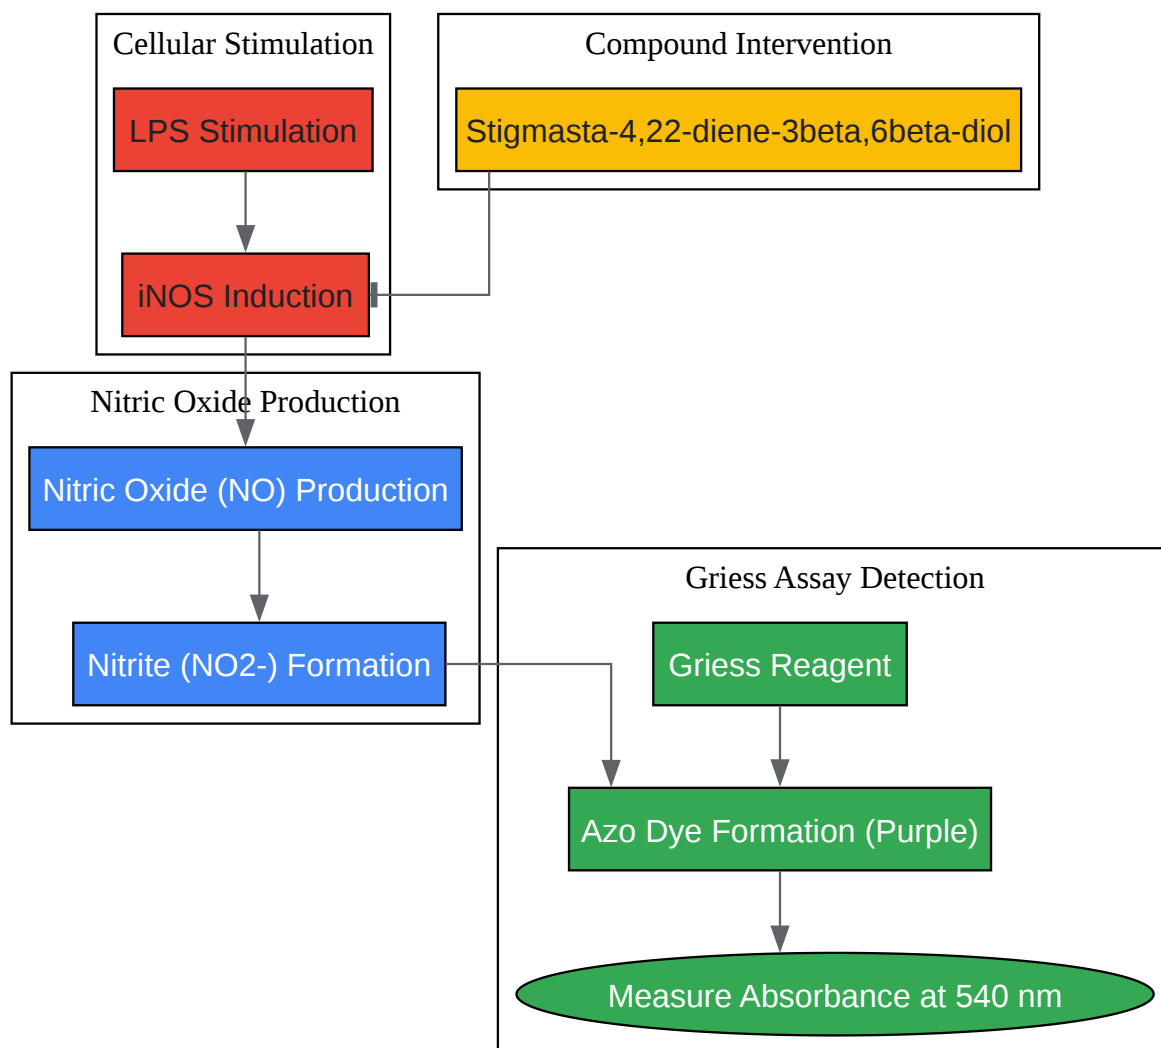 Cellular Stimulation
LPS Stimulation
iNOS Induction
Compound Intervention
Stigmasta-4,22-diene-3beta,6beta-diol
Nitric Oxide Production
Nitric Oxide (NO) Production
Nitrite (NO2-) Formation
Griess Assay Detection
Griess Reagent
Azo Dye Formation (Purple)
Measure Absorbance at 540 nm